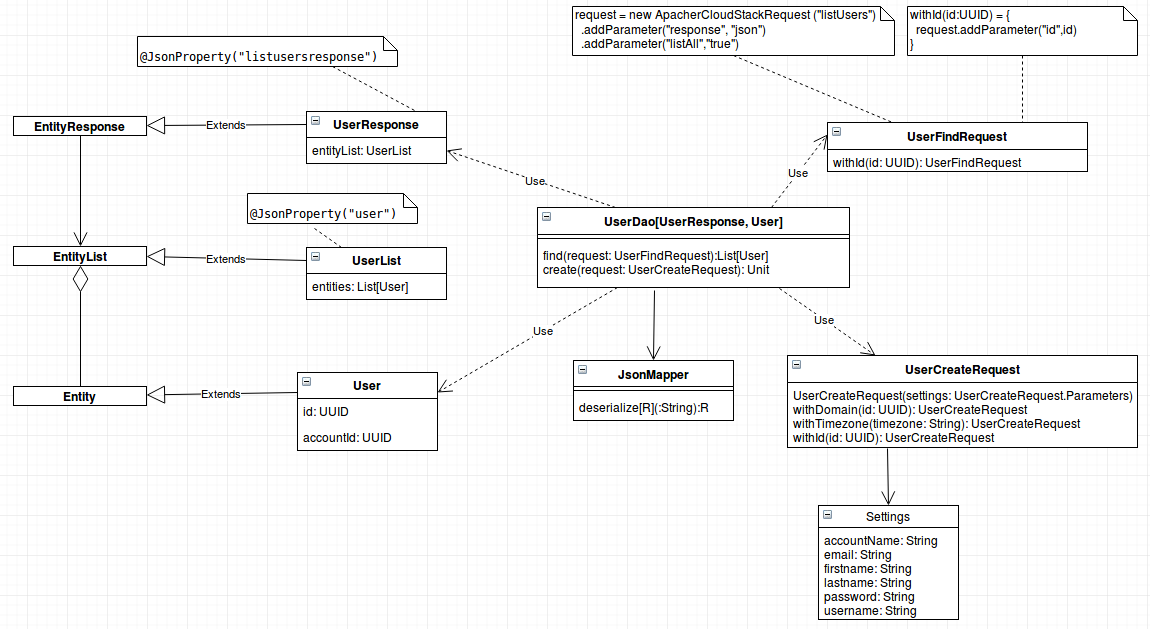 request = new ApacherCloudStackRequest ("listUsers")
.addParameter("response", "json")
.addParameter("listAll","true")
withId(id:UUID) = {
request.addParameter("id",id)
}
@JsonProperty("listusersresponse")
EntityResponse
Extends
UserResponse
entityList: UserList
UserFindRequest
withId(id: UUID): UserFindRequest
Use
Use
@JsonProperty("user")
UserDao[UserResponse, User]
find(request: UserFindRequest):List[User]
create(request: UserCreateRequest): Unit
EntityList
Extends
UserList
entities: List[User]
Use
Use
Entity
Extends
User
id: UUID
accountId: UUID
JsonMapper
deserialize[R](:String):R
UserCreateRequest
UserCreateRequest(settings: UserCreateRequest.Parameters)
withDomain(id: UUID): UserCreateRequest
withTimezone(timezone: String): UserCreateRequest
withId(id: UUID): UserCreateRequest
Settings
accountName: String
email: String
firstname: String
lastname: String
password: String
username: String